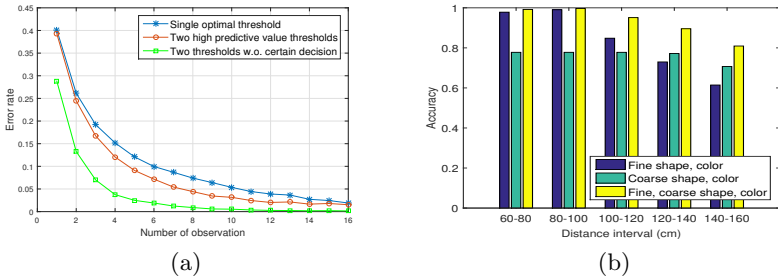 Single optimal threshold
Two high predictive value thresholds
Two thresholds w.o. certain decision
Error rate
0.45
0.4
0.35
0.3
0.25
0.2
0.15
0.1
0.05
0
0 2 4 6 8 10 12 14 16
Number of observation
(a)
Accuracy
1
0.8
0.6
0.4
0.2
0
Fine shape, color
Coarse shape, color
Fine, coarse shape, color
60-80 80-100 100-120 120-140 140-160
Distance interval (cm)
(b)